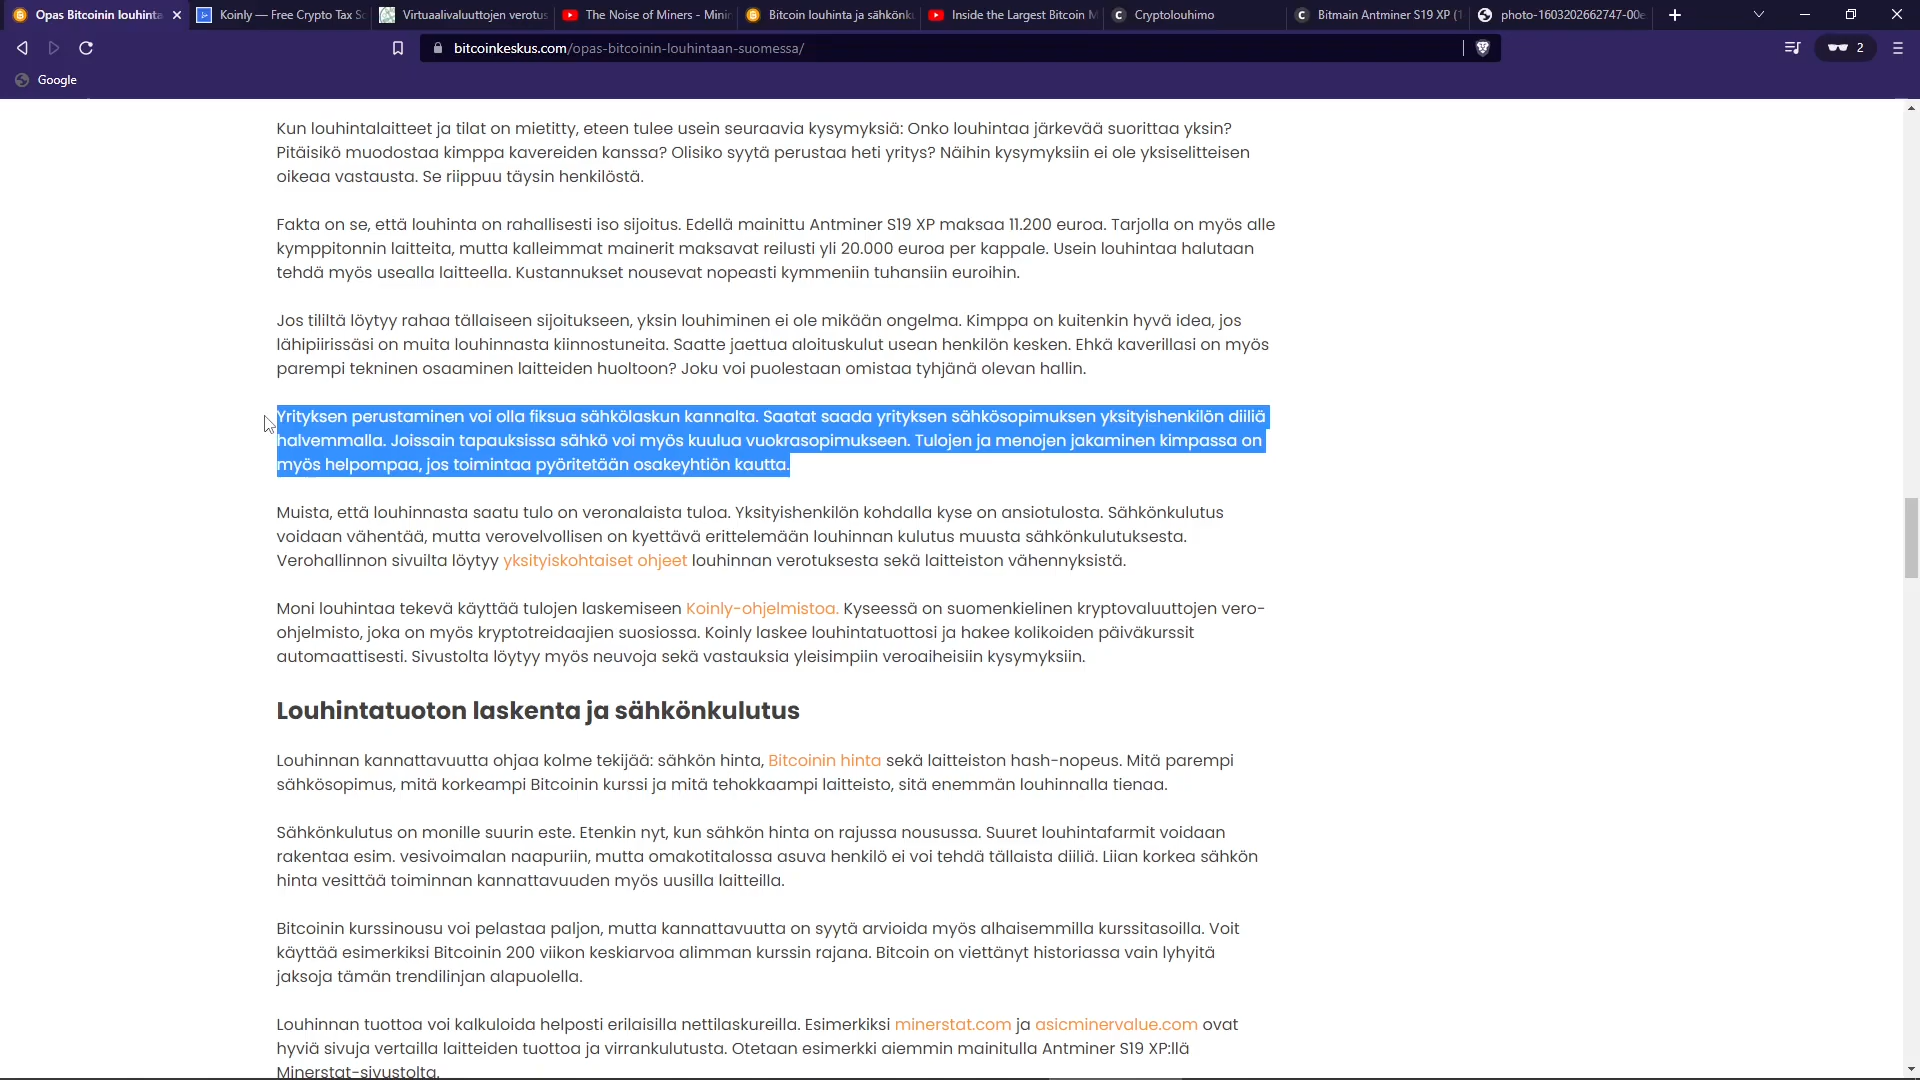 Opas Bitcoinin louhinta
Koinly — Free Crypto Tax So
Virtuaalivaluuttojen verotus
The Noise of Miners - Minin
Bitcoin louhinta ja sähkönku
Inside the Largest Bitcoin M
Cryptolouhimo
Bitmain Antminer S19 XP (1
photo-1603202662747-00e
bitcoinkeskus.com/opas-bitcoinin-louhintaan-suomessa/
2
Google
Kun louhintalaitteet ja tilat on mietitty, eteen tulee usein seuraavia kysymyksiä: Onko louhintaa järkevää suorittaa yksin?
Pitäisikö muodostaa kimppa kavereiden kanssa? Olisiko syytä perustaa heti yritys? Näihin kysymyksiin ei ole yksiselitteisen
oikeaa vastausta. Se riippuu täysin henkilöstä.
Fakta on se, että louhinta on rahallisesti iso sijoitus. Edellä mainittu Antminer S19 XP maksaa 11.200 euroa. Tarjolla on myös alle
kymppitonnin laitteita, mutta kalleimmat mainerit maksavat reilusti yli 20.000 euroa per kappale. Usein louhintaa halutaan
tehdä myös usealla laitteella. Kustannukset nousevat nopeasti kymmeniin tuhansiin euroihin.
Jos tililtä löytyy rahaa tällaiseen sijoitukseen, yksin louhiminen ei ole mikään ongelma. Kimppa on kuitenkin hyvä idea, jos
lähipiirissäsi on muita louhinnasta kiinnostuneita. Saatte jaettua aloituskulut usean henkilön kesken. Ehkä kaverillasi on myös
parempi tekninen osaaminen laitteiden huoltoon? Joku voi puolestaan omistaa tyhjänä olevan hallin.
Yrityksen perustaminen voi olla fiksua sähkölaskun kannalta. Saatat saada yrityksen sähkösopimuksen yksityishenkilön diiliä
halvemmalla. Joissain tapauksissa sähkö voi myös kuulua vuokrasopimukseen. Tulojen ja menojen jakaminen kimpassa on
myös helpompaa, jos toimintaa pyöritetään osakeyhtiön kautta.
Muista, että louhinnasta saatu tulo on veronalaista tuloa. Yksityishenkilön kohdalla kyse on ansiotulosta. Sähkönkulutus
voidaan vähentää, mutta verovelvollisen on kyettävä erittelemään louhinnan kulutus muusta sähkönkulutuksesta.
Verohallinnon sivuilta löytyy yksityiskohtaiset ohjeet louhinnan verotuksesta sekä laitteiston vähennyksistä.
Moni louhintaa tekevä käyttää tulojen laskemiseen Koinly-ohjelmistoa. Kyseessä on suomenkielinen kryptovaluuttojen vero-
ohjelmisto, joka on myös kryptotreidaajien suosiossa. Koinly laskee louhintatuottosi ja hakee kolikoiden päiväkurssit
automaattisesti. Sivustolta löytyy myös neuvoja sekä vastauksia yleisimpiin veroaiheisiin kysymyksiin.
Louhintatuoton laskenta ja sähkönkulutus
Louhinnan kannattavuutta ohjaa kolme tekijää: sähkön hinta, Bitcoinin hinta sekä laitteiston hash-nopeus. Mitä parempi
sähkösopimus, mitä korkeampi Bitcoinin kurssi ja mitä tehokkaampi laitteisto, sitä enemmän louhinnalla tienaa.
Sähkönkulutus on monille suurin este. Etenkin nyt, kun sähkön hinta on rajussa nousussa. Suuret louhintafarmit voidaan
rakentaa esim. vesivoimalan naapuriin, mutta omakotitalossa asuva henkilö ei voi tehdä tällaista diiliä. Liian korkea sähkön
hinta vesittää toiminnan kannattavuuden myös uusilla laitteilla.
Bitcoinin kurssinousu voi pelastaa paljon, mutta kannattavuutta on syytä arvioida myös alhaisemmilla kurssitasoilla. Voit
käyttää esimerkiksi Bitcoinin 200 viikon keskiarvoa alimman kurssin rajana. Bitcoin on viettänyt historiassa vain lyhyitä
jaksoja tämän trendilinjan alapuolella.
Louhinnan tuottoa voi kalkuloida helposti erilaisilla nettilaskureilla. Esimerkiksi minerstat.com ja asicminervalue.com ovat
hyviä sivuja vertailla laitteiden tuottoa ja virrankulutusta. Otetaan esimerkki aiemmin mainitulla Antminer S19 XP:llä
Minerstat-sivustolta.